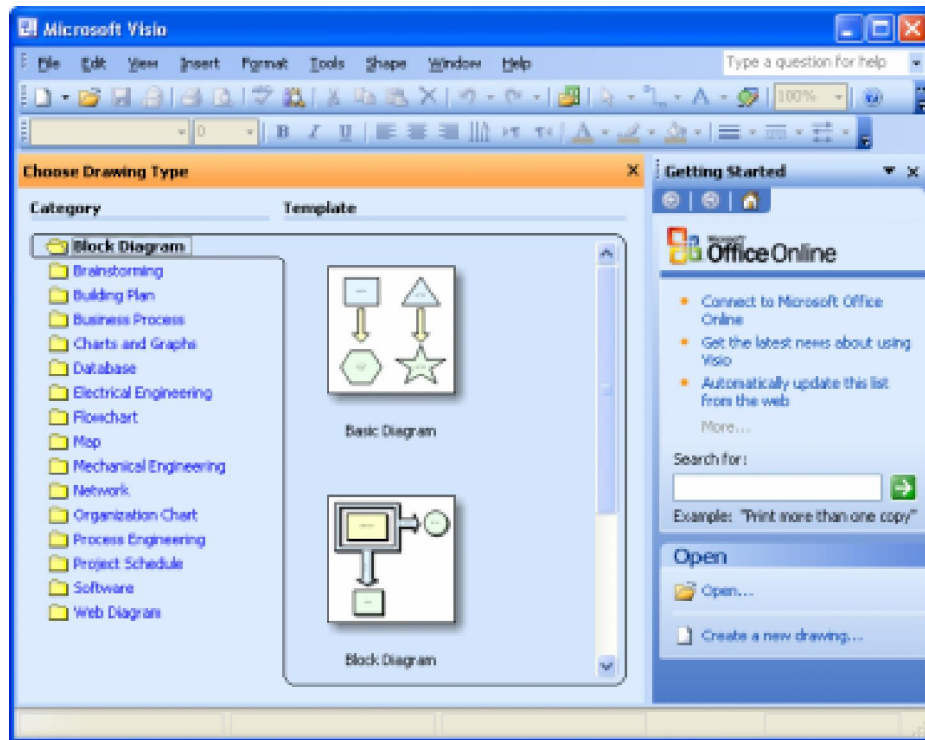 Microsoft Visio
File Edit View Insert Format Tools Shape Window Help
Type a question for help
100%
0
B I U
A
Choose Drawing Type
Getting Started
Category
Template
Block Diagram
Brainstorming
Building Plan
Business Process
Charts and Graphs
Database
Electrical Engineering
Flowchart
Map
Mechanical Engineering
Network
Organization Chart
Process Engineering
Project Schedule
Software
Web Diagram
Basic Diagram
Block Diagram
Microsoft
Office Online
Connect to Microsoft Office
Online
Get the latest news about using
Visio
Automatically update this list
from the web
More...
Search for:
Example: "Print more than one copy"
Open
Open...
Create a new drawing...